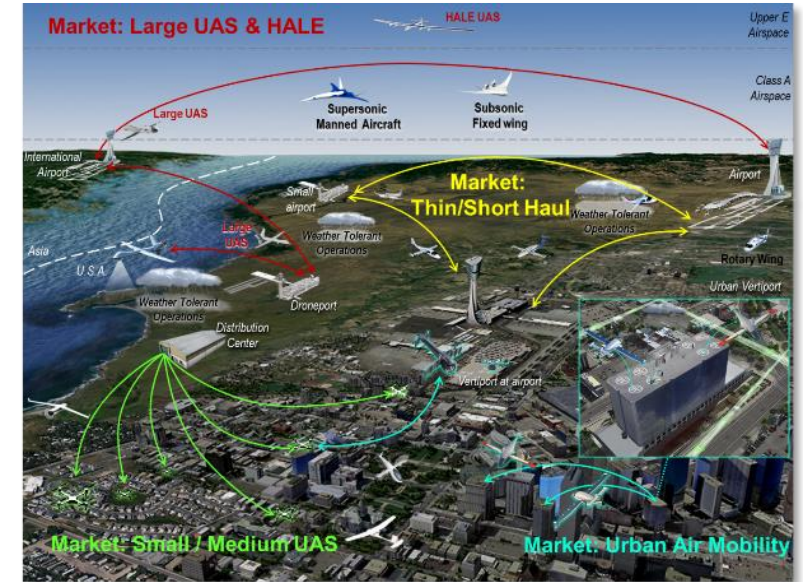 Market: Large UAS & HALE
HALE UAS
Upper E
Airspace
Class A
Airspace
Large UAS
Supersonic
Manned Aircraft
Subsonic
Fixed wing
International
Airport
Airport
Small
airport
Market:
Thin/Short Haul
Weather Tolerant
Operations
Weather Tolerant
Operations
Large
UAS
Asia
U.S.A.
Rotary Wing
Weather Tolerant
Operations
Droneport
Urban Vertiport
Distribution
Center
Vertiport at airport
Market: Small / Medium UAS
Market: Urban Air Mobility